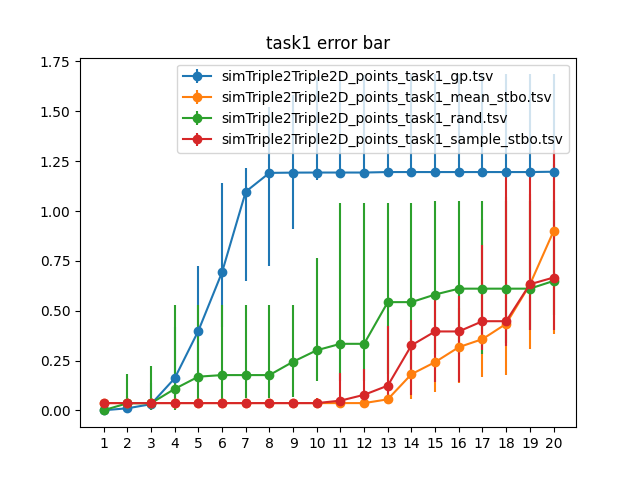 task1 error bar
1.75
1.50
1.25
1.00
0.75
0.50
0.25
0.00
simTriple2Triple2D_points_task1_gp.tsv
simTriple2Triple2D_points_task1_mean_stbo.tsv
simTriple2Triple2D_points_task1_rand.tsv
simTriple2Triple2D_points_task1_sample_stbo.tsv
1 2 3 4 5 6 7 8 9 10 11 12 13 14 15 16 17 18 19 20